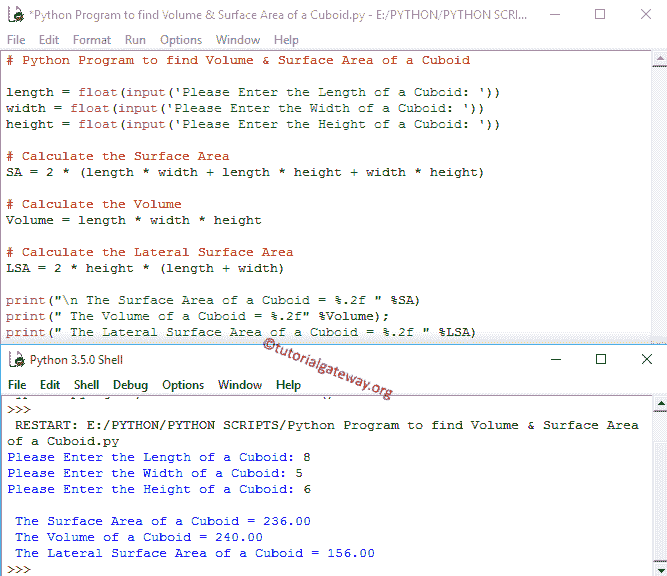 *Python Program to find Volume & Surface Area of a Cuboid.py - E:/PYTHON/PYTHON SCRI...
File Edit Format Run Options Window Help
# Python Program to find Volume & Surface Area of a Cuboid
length = float(input('Please Enter the Length of a Cuboid: '))
width = float(input('Please Enter the Width of a Cuboid: '))
height = float(input('Please Enter the Height of a Cuboid: '))
# Calculate the Surface Area
SA = 2 * (length * width + length * height + width * height)
# Calculate the Volume
Volume = length * width * height
# Calculate the Lateral Surface Area
LSA = 2 * height * (length + width)
print("\n The Surface Area of a Cuboid = %.2f " %SA)
print(" The Volume of a Cuboid = %.2f" %Volume);
print(" The Lateral Surface Area of a Cuboid = %.2f " %LSA)
©tutorialgateway.org
Python 3.5.0 Shell
File Edit Shell Debug Options Window Help
>>>
RESTART: E:/PYTHON/PYTHON SCRIPTS/Python Program to find Volume & Surface Area
of a Cuboid.py
Please Enter the Length of a Cuboid: 8
Please Enter the Width of a Cuboid: 5
Please Enter the Height of a Cuboid: 6
The Surface Area of a Cuboid = 236.00
The Volume of a Cuboid = 240.00
The Lateral Surface Area of a Cuboid = 156.00
>>>